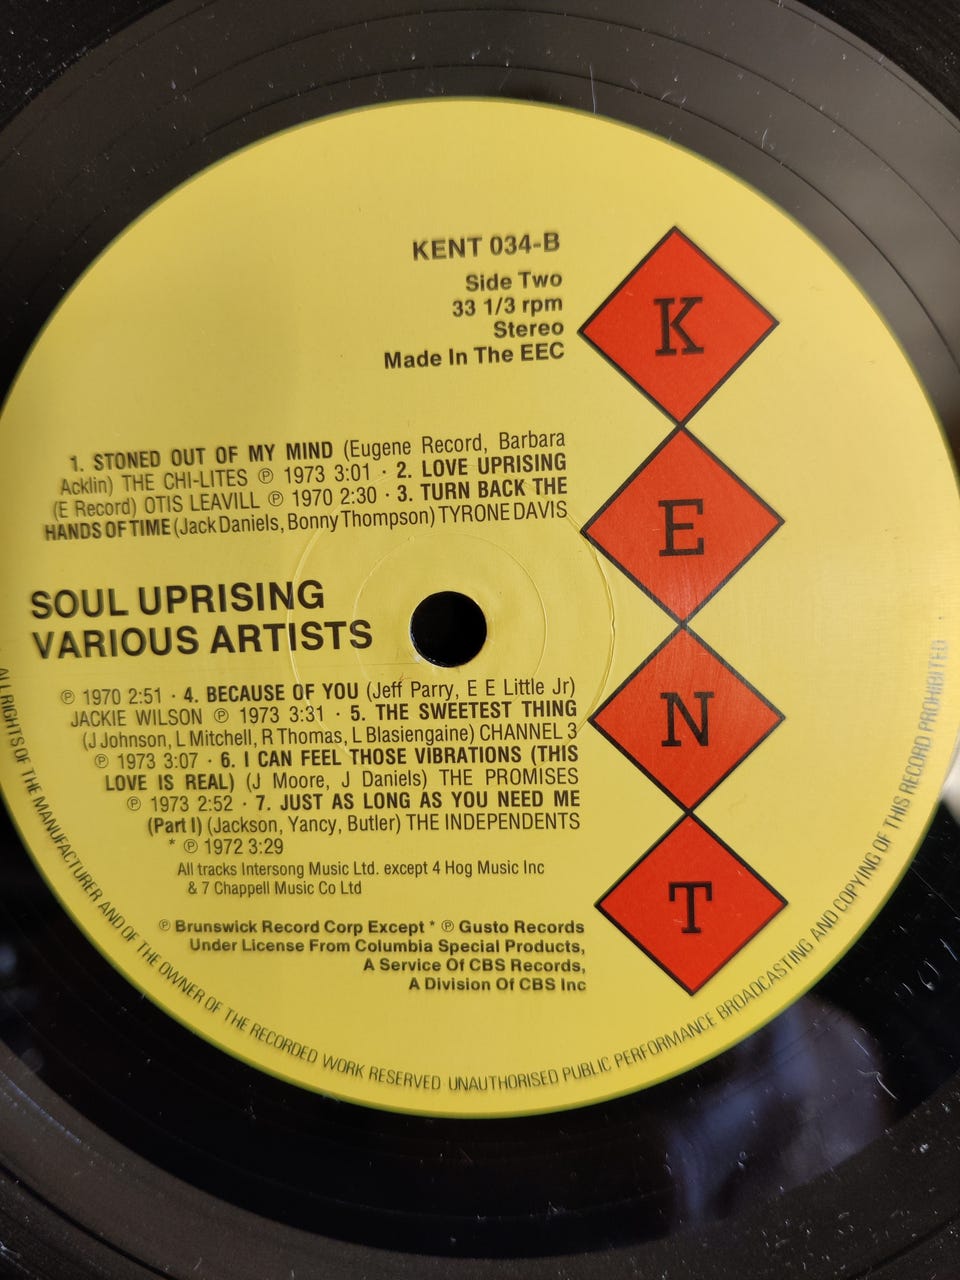 KENT 034-B
Side Two
33 1/3 rpm
Stereo
Made In The EEC
1. STONED OUT OF MY MIND (Eugene Record, Barbara
Acklin) THE CHI-LITES ℗ 1973 3:01 · 2. LOVE UPRISING
(E Record) OTIS LEAVILL ℗ 1970 2:30 · 3. TURN BACK THE
HANDS OF TIME (Jack Daniels, Bonny Thompson) TYRONE DAVIS
SOUL UPRISING
VARIOUS ARTISTS
℗ 1970 2:51 · 4. BECAUSE OF YOU (Jeff Parry, E E Little Jr)
JACKIE WILSON ℗ 1973 3:31 · 5. THE SWEETEST THING
(J Johnson, L Mitchell, R Thomas, L Blasiengaine) CHANNEL 3
℗ 1973 3:07 · 6. I CAN FEEL THOSE VIBRATIONS (THIS
LOVE IS REAL) (J Moore, J Daniels) THE PROMISES
℗ 1973 2:52 · 7. JUST AS LONG AS YOU NEED ME
(Part I) (Jackson, Yancy, Butler) THE INDEPENDENTS
* ℗ 1972 3:29
All tracks Intersong Music Ltd. except 4 Hog Music Inc
& 7 Chappell Music Co Ltd
℗ Brunswick Record Corp Except * ℗ Gusto Records
Under License From Columbia Special Products,
A Service Of CBS Records,
A Division Of CBS Inc
K
E
N
T
ALL RIGHTS OF THE MANUFACTURER AND OF THE OWNER OF THE RECORDED WORK RESERVED UNAUTHORISED PUBLIC PERFORMANCE BROADCASTING AND COPYING OF THIS RECORD PROHIBITED